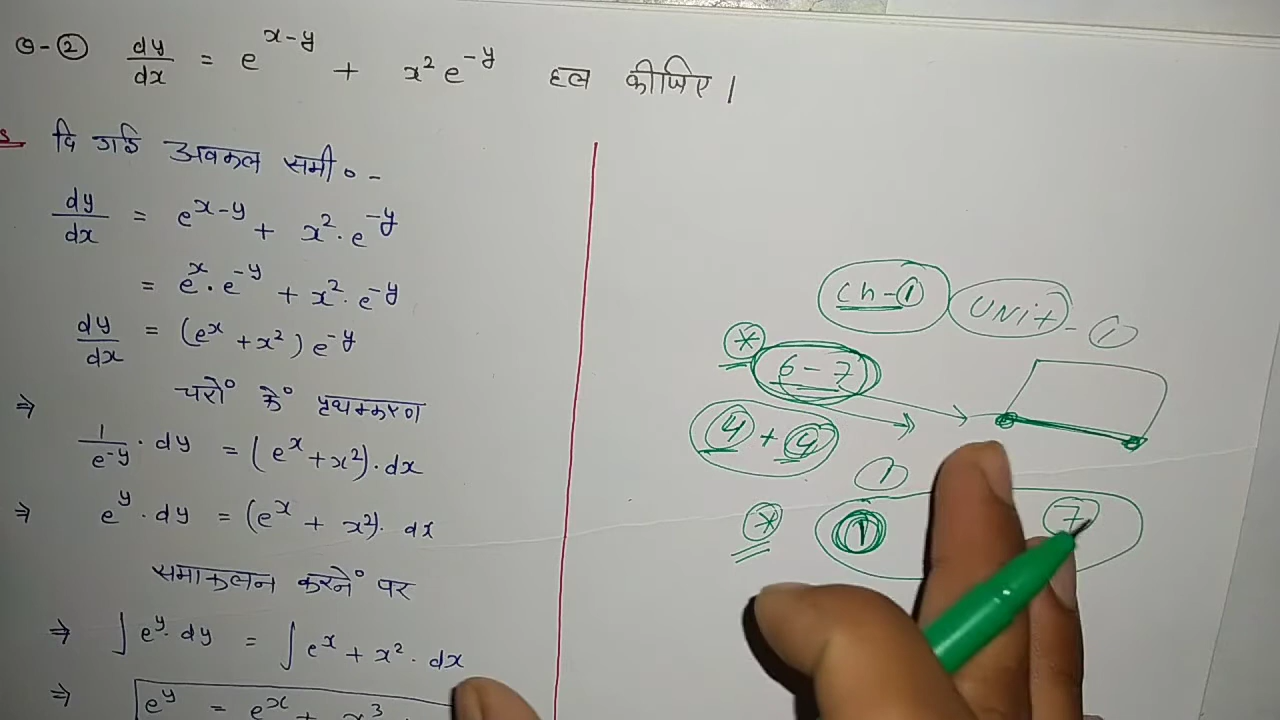 Q-② dy/dx = e^{x-y} + x² e^{-y} हल कीजिए।
दि गई अवकल समी० -
dy/dx = e^{x-y} + x². e^{-y}
= e^x. e^{-y} + x². e^{-y}
dy/dx = (e^x + x²) e^{-y}
⇒ चरों के पृथक्करण
1/e^{-y} . dy = (e^x + x²). dx
⇒ e^y . dy = (e^x + x²). dx
समाकलन करनें पर
⇒ ∫ e^y. dy = ∫ e^x + x². dx
⇒ e^y = e^x + x³
Ch-① UNIT-①
* 6-7
④ + ④
* ① 7